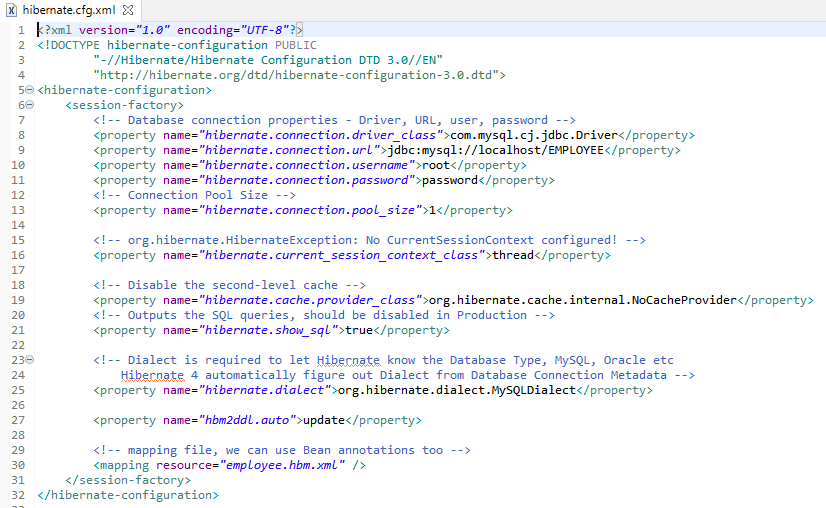 hibernate.cfg.xml
1 <?xml version="1.0" encoding="UTF-8"?>
2 <!DOCTYPE hibernate-configuration PUBLIC
3         "-//Hibernate/Hibernate Configuration DTD 3.0//EN"
4         "http://hibernate.org/dtd/hibernate-configuration-3.0.dtd">
5 <hibernate-configuration>
6     <session-factory>
7         <!-- Database connection properties - Driver, URL, user, password -->
8         <property name="hibernate.connection.driver_class">com.mysql.cj.jdbc.Driver</property>
9         <property name="hibernate.connection.url">jdbc:mysql://localhost/EMPLOYEE</property>
10         <property name="hibernate.connection.username">root</property>
11         <property name="hibernate.connection.password">password</property>
12         <!-- Connection Pool Size -->
13         <property name="hibernate.connection.pool_size">1</property>
14
15         <!-- org.hibernate.HibernateException: No CurrentSessionContext configured! -->
16         <property name="hibernate.current_session_context_class">thread</property>
17
18         <!-- Disable the second-level cache -->
19         <property name="hibernate.cache.provider_class">org.hibernate.cache.internal.NoCacheProvider</property>
20         <!-- Outputs the SQL queries, should be disabled in Production -->
21         <property name="hibernate.show_sql">true</property>
22
23         <!-- Dialect is required to let Hibernate know the Database Type, MySQL, Oracle etc
24             Hibernate 4 automatically figure out Dialect from Database Connection Metadata -->
25         <property name="hibernate.dialect">org.hibernate.dialect.MySQLDialect</property>
26
27         <property name="hbm2ddl.auto">update</property>
28
29         <!-- mapping file, we can use Bean annotations too -->
30         <mapping resource="employee.hbm.xml" />
31     </session-factory>
32 </hibernate-configuration>